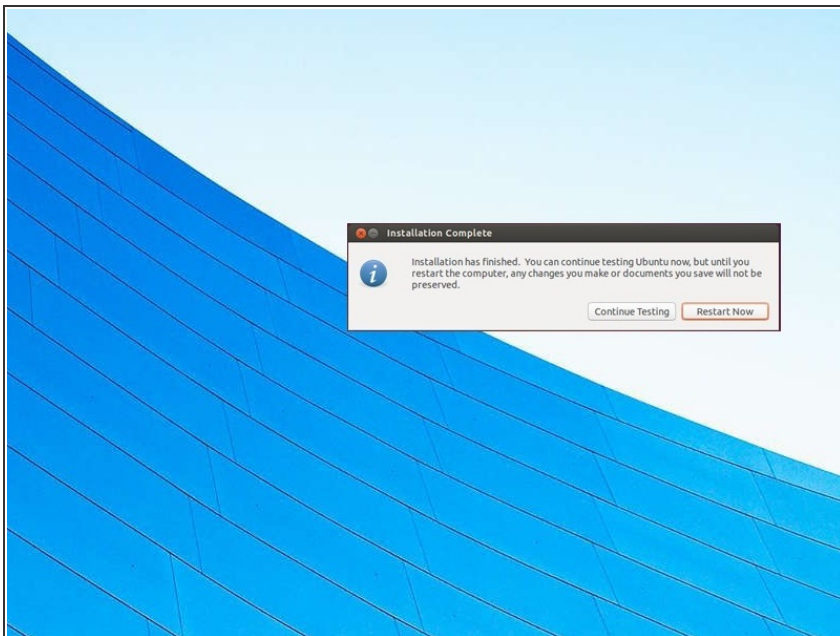 Installation Complete
Installation has finished. You can continue testing Ubuntu now, but until you
restart the computer, any changes you make or documents you save will not be
preserved.
Continue Testing Restart Now